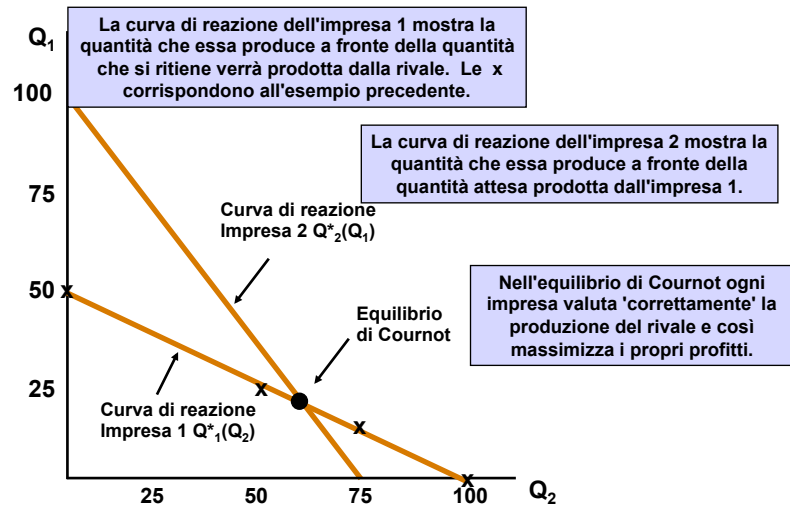 La curva di reazione dell'impresa 1 mostra la
quantità che essa produce a fronte della quantità
che si ritiene verrà prodotta dalla rivale. Le x
corrispondono all'esempio precedente.
Q₁
100
La curva di reazione dell'impresa 2 mostra la
quantità che essa produce a fronte della
quantità attesa prodotta dall'impresa 1.
75
Curva di reazione
Impresa 2 Q*₂(Q₁)
Nell'equilibrio di Cournot ogni
impresa valuta 'correttamente' la
produzione del rivale e così
massimizza i propri profitti.
50
x
Equilibrio
di Cournot
25
x
x
x
Curva di reazione
Impresa 1 Q*₁(Q₂)
25
50
75
100
Q₂